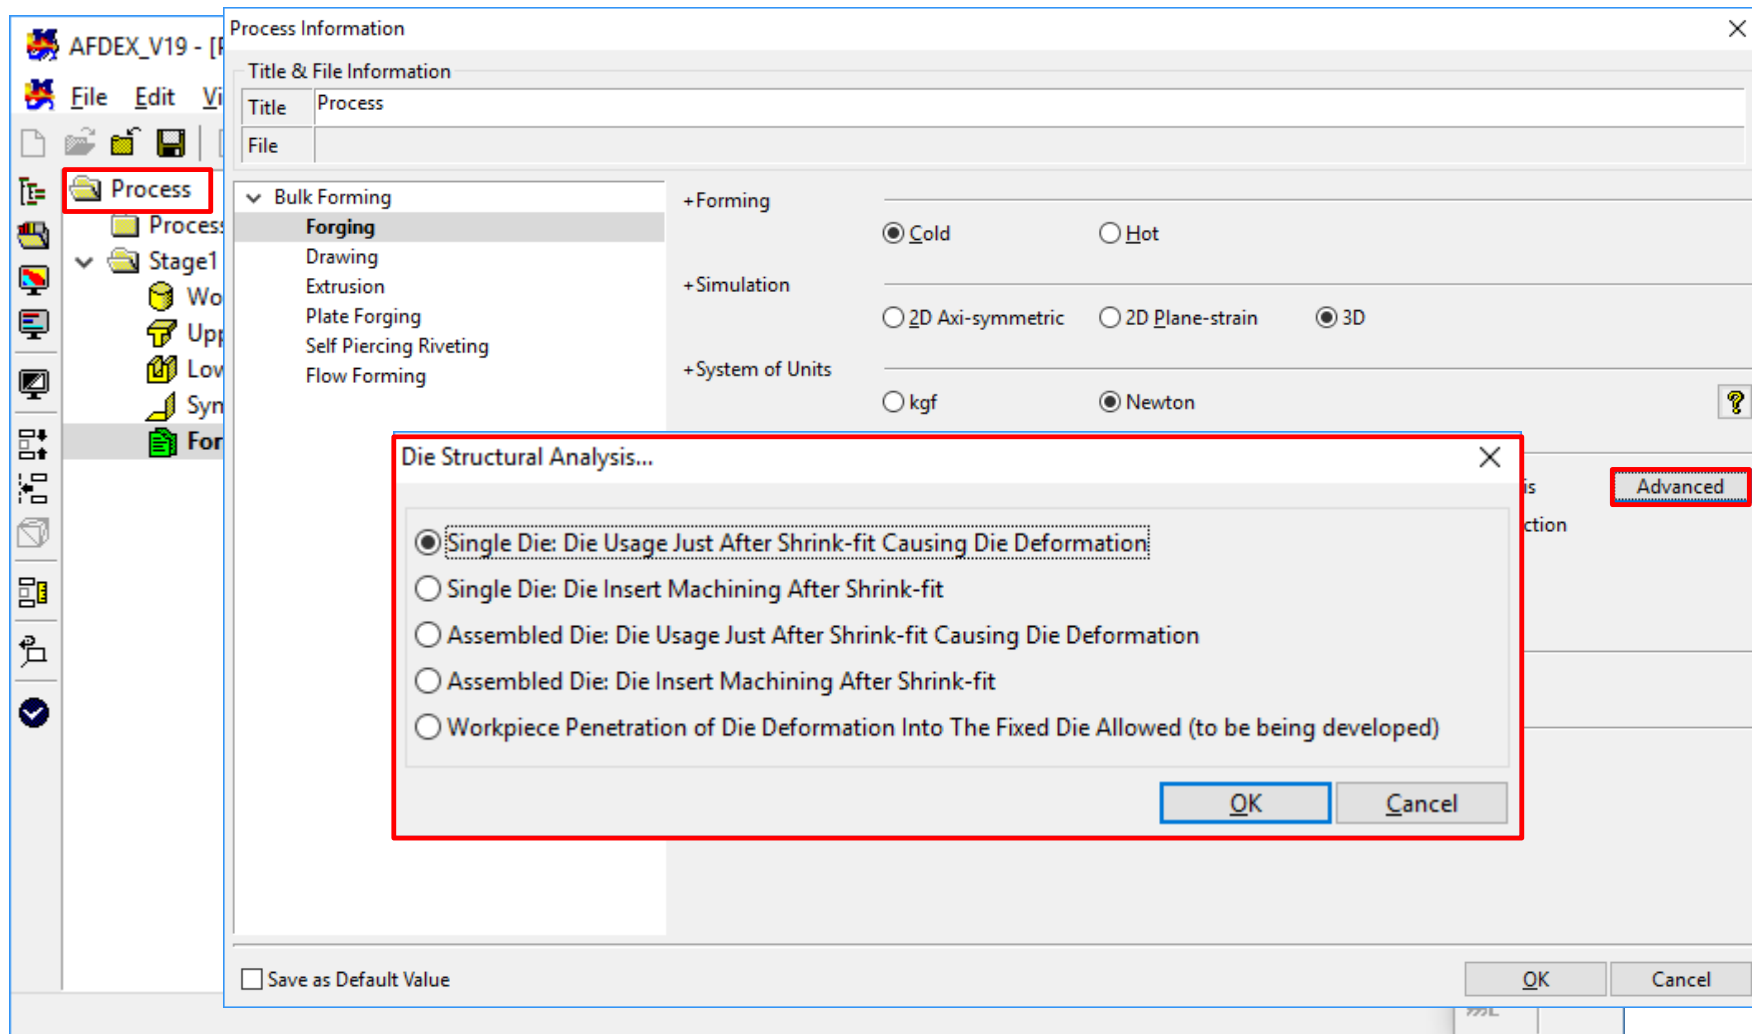 AFDEX_V19 - [
File Edit Vi
Process
Process
Stage1
Wo
Upp
Low
Syn
For
Process Information
Title & File Information
Title Process
File
Bulk Forming
Forging
Drawing
Extrusion
Plate Forging
Self Piercing Riveting
Flow Forming
+Forming
Cold Hot
+Simulation
2D Axi-symmetric 2D Plane-strain 3D
+System of Units
kgf Newton
is Advanced
ction
Die Structural Analysis...
Single Die: Die Usage Just After Shrink-fit Causing Die Deformation
Single Die: Die Insert Machining After Shrink-fit
Assembled Die: Die Usage Just After Shrink-fit Causing Die Deformation
Assembled Die: Die Insert Machining After Shrink-fit
Workpiece Penetration of Die Deformation Into The Fixed Die Allowed (to be being developed)
OK Cancel
Save as Default Value
OK Cancel